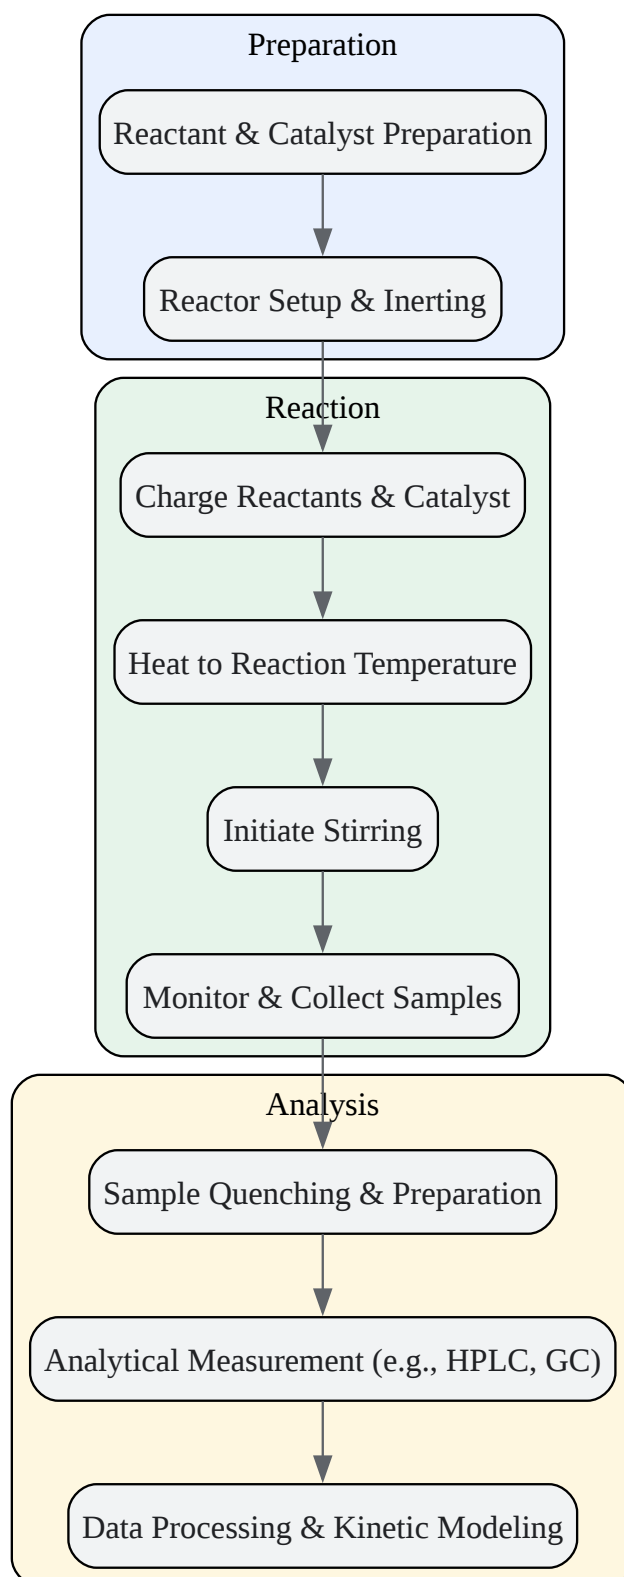 Preparation
Reactant & Catalyst Preparation
Reactor Setup & Inerting
Reaction
Charge Reactants & Catalyst
Heat to Reaction Temperature
Initiate Stirring
Monitor & Collect Samples
Analysis
Sample Quenching & Preparation
Analytical Measurement (e.g., HPLC, GC)
Data Processing & Kinetic Modeling